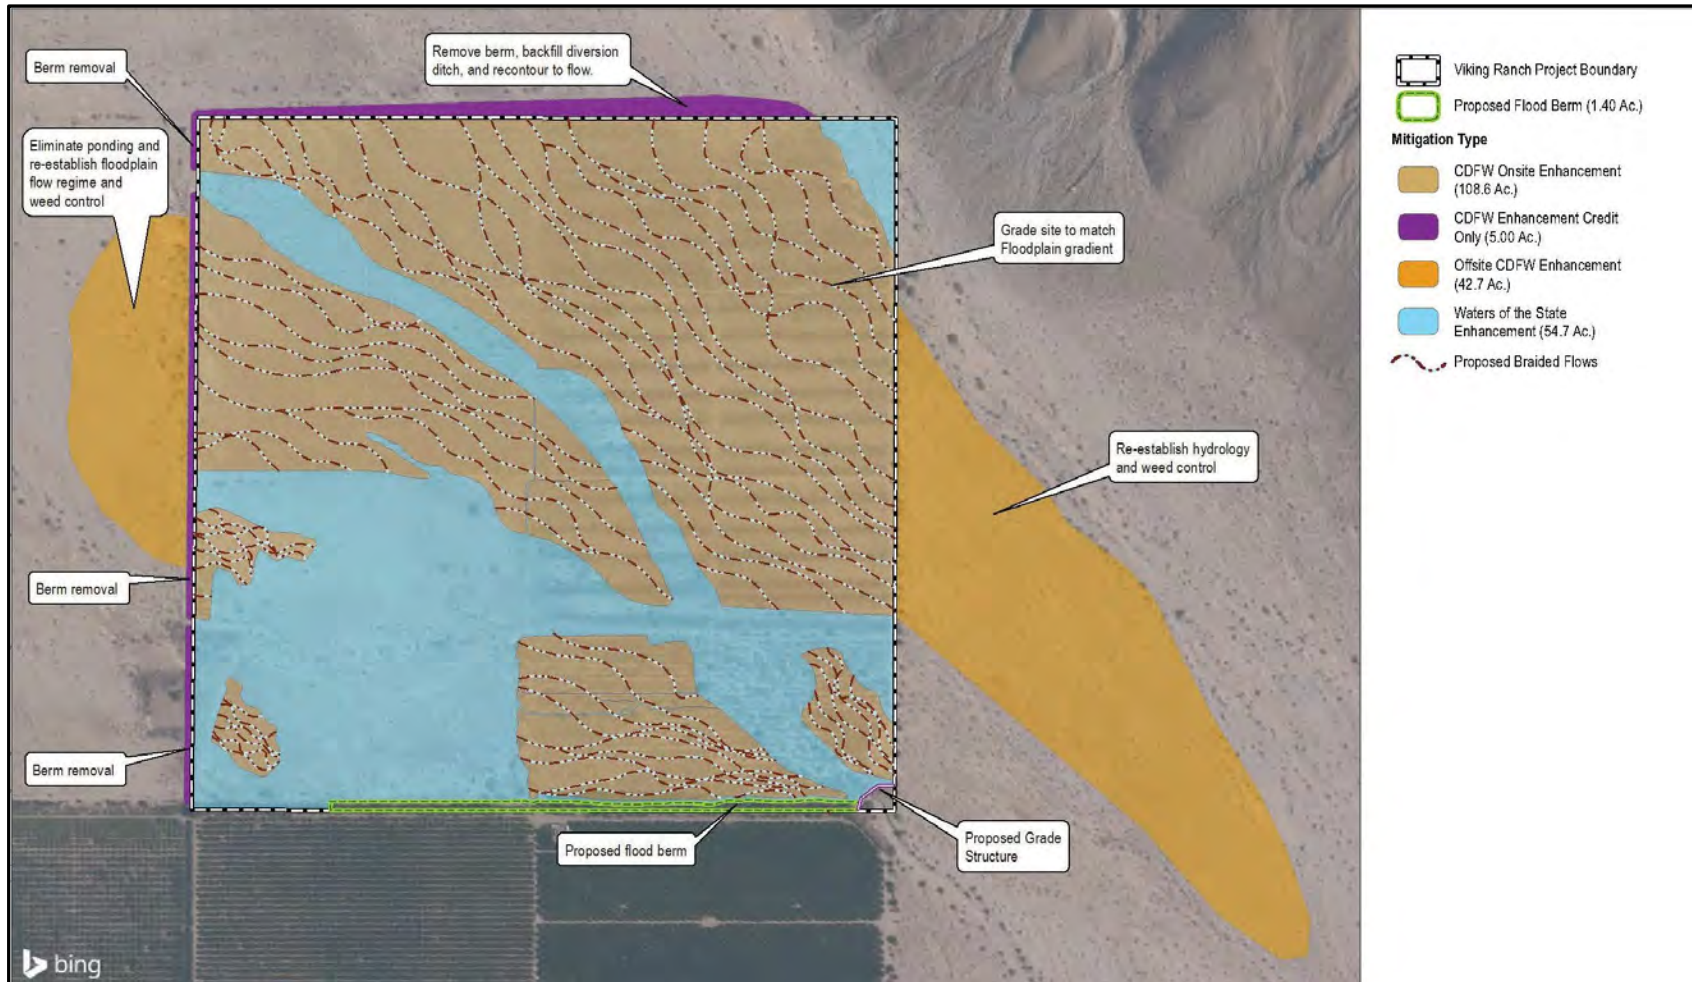 Berm removal
Remove berm, backfill diversion
ditch, and recontour to flow.
Eliminate ponding and
re-establish floodplain
flow regime and
weed control
Grade site to match
Floodplain gradient
Re-establish hydrology
and weed control
Berm removal
Berm removal
Proposed flood berm
Proposed Grade
Structure
bing
Viking Ranch Project Boundary
Proposed Flood Berm (1.40 Ac.)
Mitigation Type
CDFW Onsite Enhancement
(108.6 Ac.)
CDFW Enhancement Credit
Only (5.00 Ac.)
Offsite CDFW Enhancement
(42.7 Ac.)
Waters of the State
Enhancement (54.7 Ac.)
Proposed Braided Flows